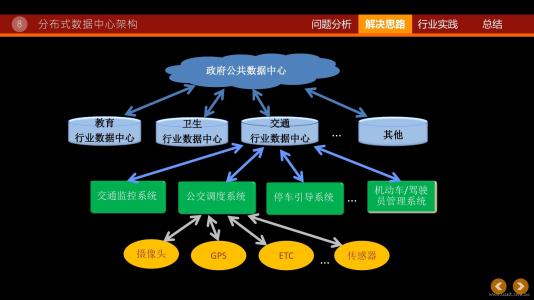 8 分布式数据中心架构 问题分析 解决思路 行业实践 总结
政府公共数据中心
教育
行业数据中心
卫生
行业数据中心
交通
行业数据中心
...
其他
交通监控系统
公交调度系统
停车引导系统
...
机动车/驾驶
员管理系统
摄像头
GPS
ETC
...
传感器